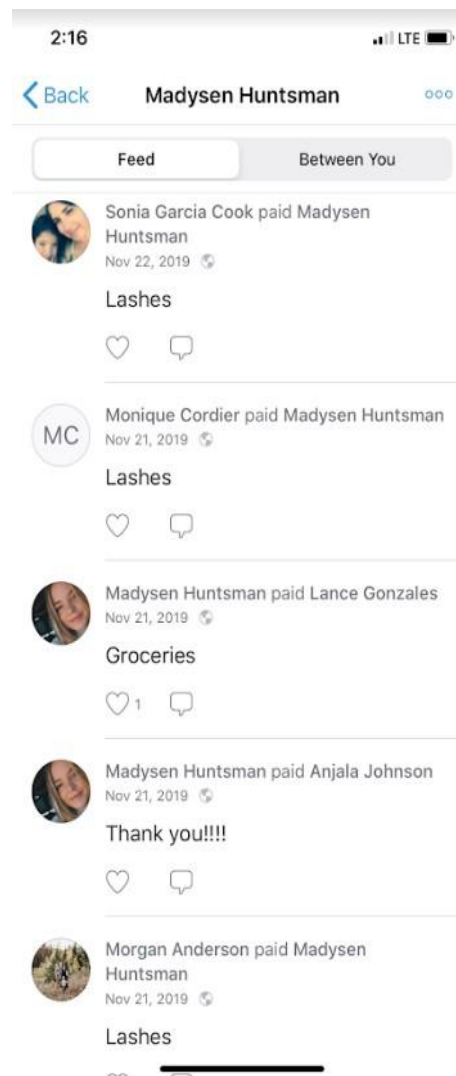 2:16 LTE
Back Madysen Huntsman
Feed Between You
Sonia Garcia Cook paid Madysen
Huntsman
Nov 22, 2019
Lashes
MC
Monique Cordier paid Madysen Huntsman
Nov 21, 2019
Lashes
Madysen Huntsman paid Lance Gonzales
Nov 21, 2019
Groceries
1
Madysen Huntsman paid Anjala Johnson
Nov 21, 2019
Thank you!!!!
Morgan Anderson paid Madysen
Huntsman
Nov 21, 2019
Lashes